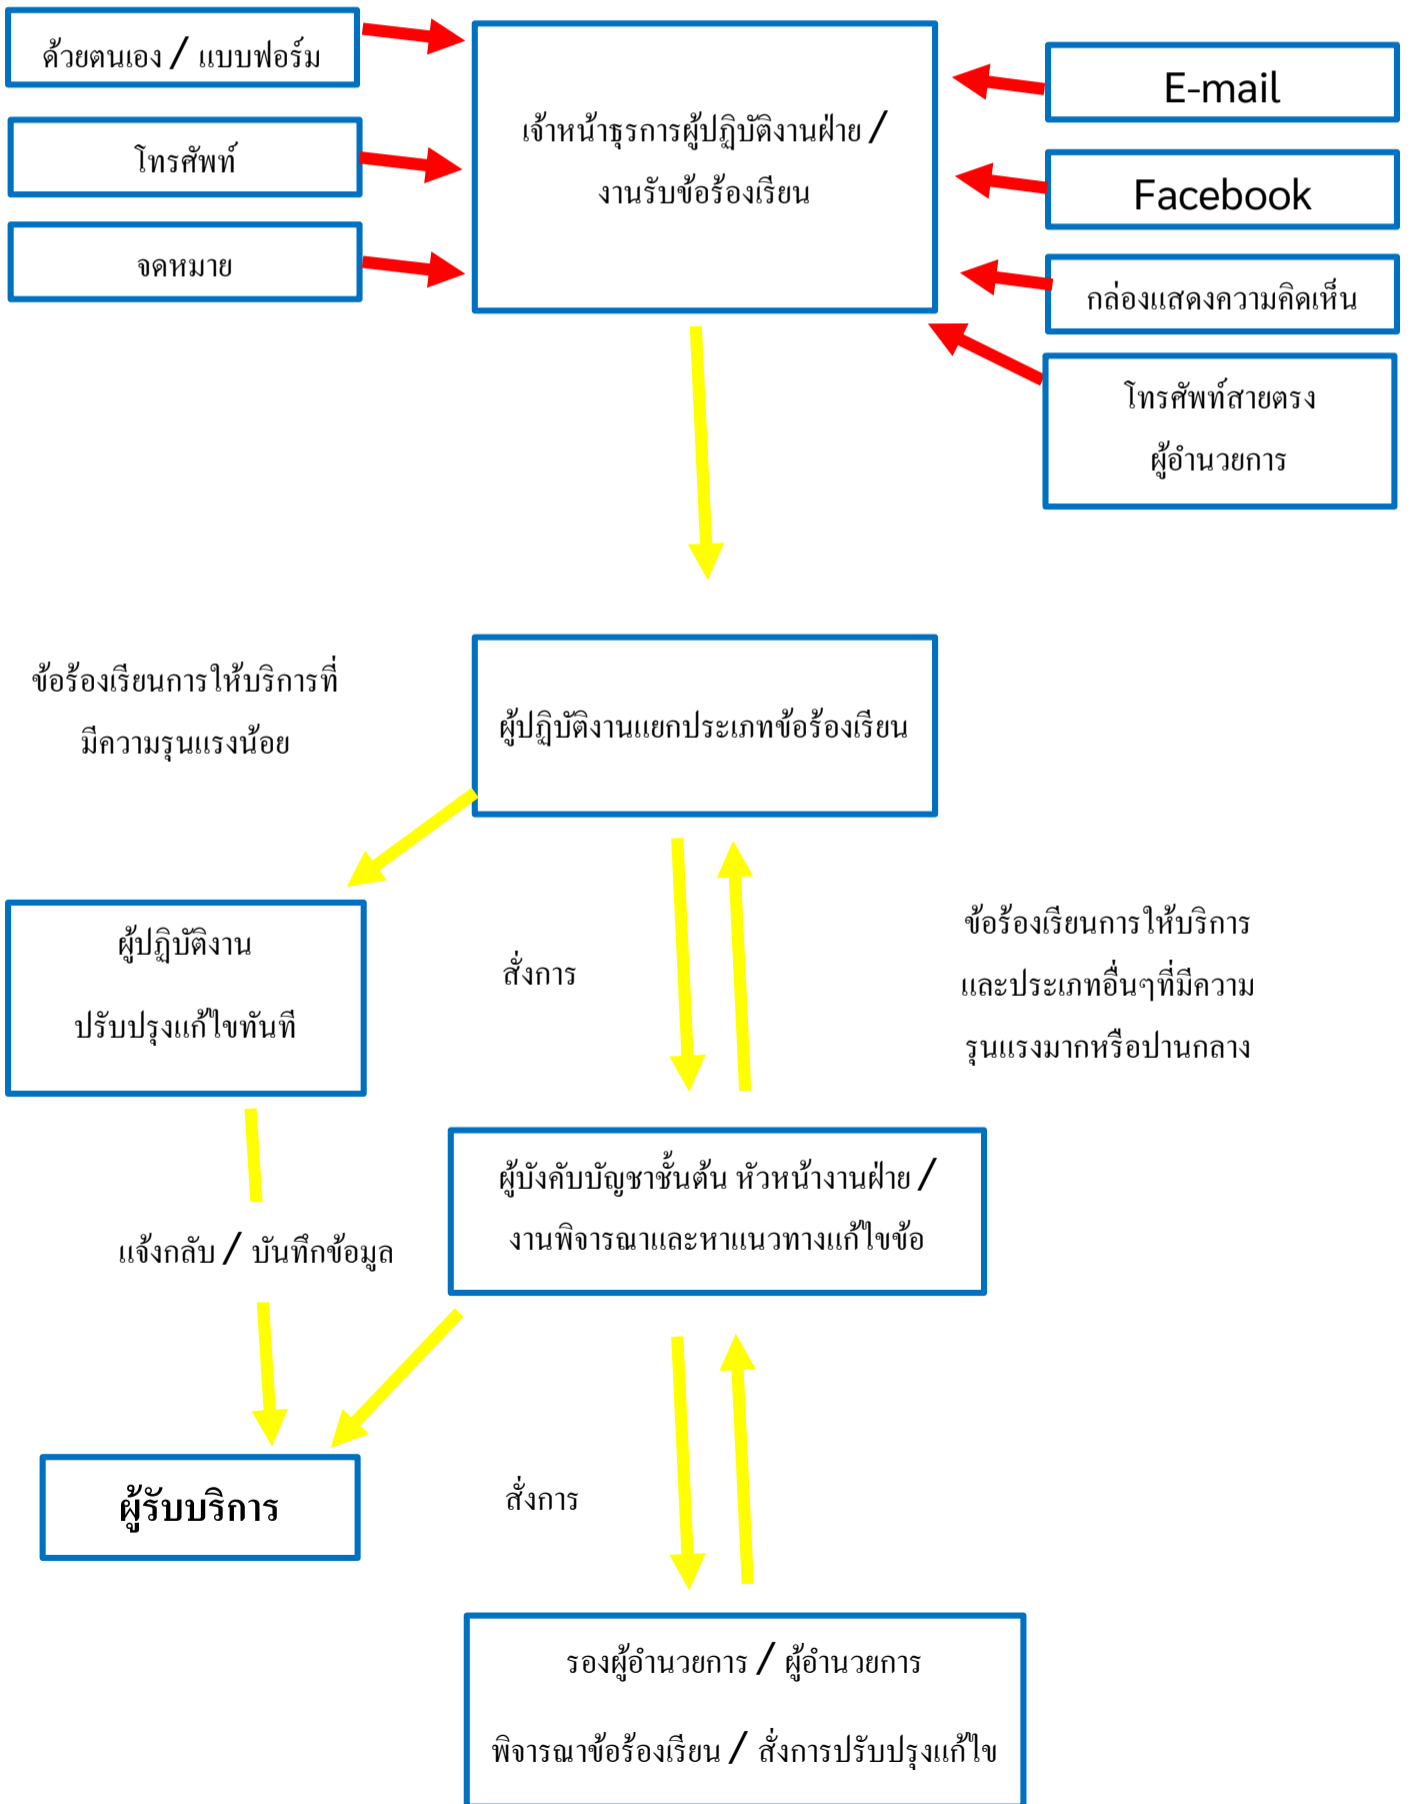 ด้วยตนเอง / แบบฟอร์ม
โทรศัพท์
จดหมาย
เจ้าหน้าธุรการผู้ปฏิบัติงานฝ่าย /
งานรับข้อร้องเรียน
E-mail
Facebook
กล่องแสดงความคิดเห็น
โทรศัพท์สายตรง
ผู้อำนวยการ
ข้อร้องเรียนการให้บริการที่
มีความรุนแรงน้อย
ผู้ปฏิบัติงานแยกประเภทข้อร้องเรียน
ผู้ปฏิบัติงาน
ปรับปรุงแก้ไขทันที
สั่งการ
ข้อร้องเรียนการให้บริการ
และประเภทอื่นๆที่มีความ
รุนแรงมากหรือปานกลาง
ผู้บังคับบัญชาชั้นต้น หัวหน้างานฝ่าย /
งานพิจารณาและหาแนวทางแก้ไขข้อ
แจ้งกลับ / บันทึกข้อมูล
ผู้รับบริการ
สั่งการ
รองผู้อำนวยการ / ผู้อำนวยการ
พิจารณาข้อร้องเรียน / สั่งการปรับปรุงแก้ไข